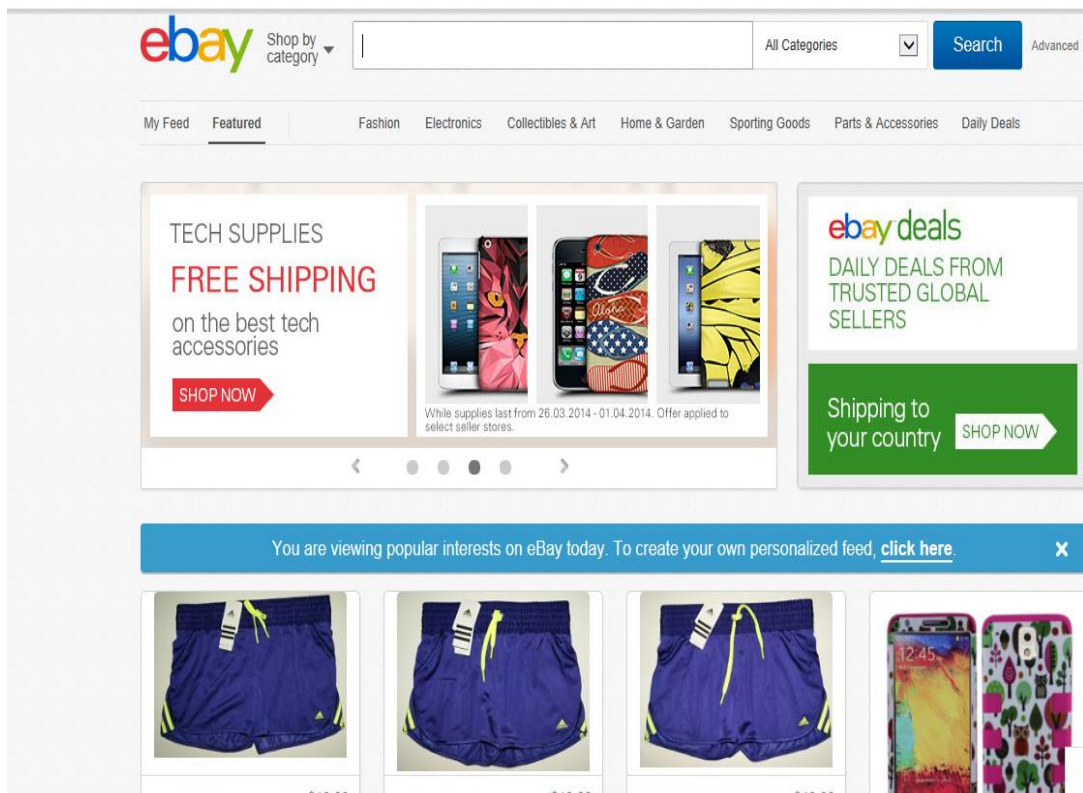 ebay
Shop by
category
All Categories
Search
Advanced
My Feed
Featured
Fashion
Electronics
Collectibles & Art
Home & Garden
Sporting Goods
Parts & Accessories
Daily Deals
TECH SUPPLIES
FREE SHIPPING
on the best tech
accessories
SHOP NOW
Aloha
While supplies last from 26.03.2014 - 01.04.2014. Offer applied to
select seller stores.
ebay deals
DAILY DEALS FROM
TRUSTED GLOBAL
SELLERS
Shipping to
your country
SHOP NOW
You are viewing popular interests on eBay today. To create your own personalized feed, click here.
12:45